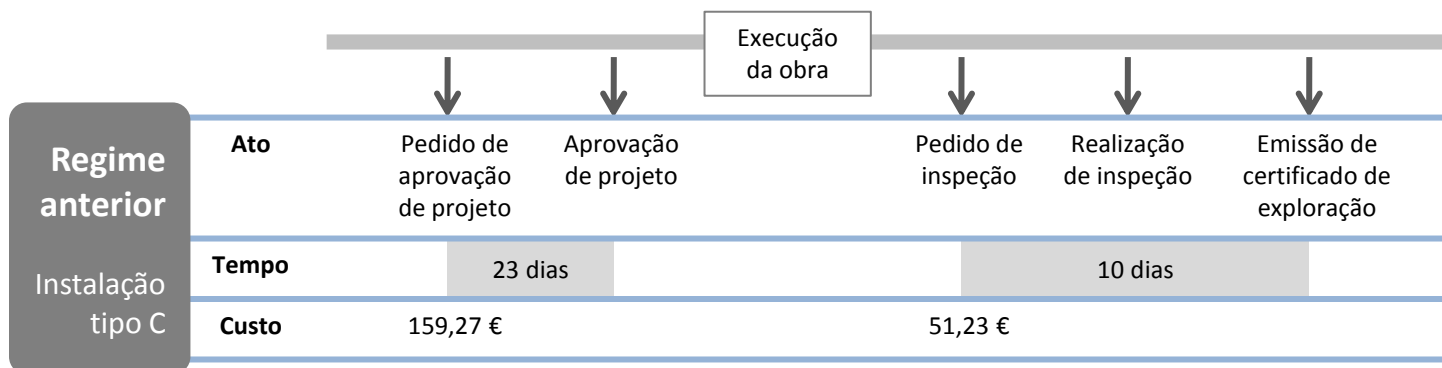 Execução
da obra
Regime
anterior
Instalação
tipo C
Ato
Pedido de
aprovação
de projeto
Aprovação
de projeto
Pedido de
inspeção
Realização
de inspeção
Emissão de
certificado de
exploração
Tempo
23 dias
10 dias
Custo
159,27 €
51,23 €